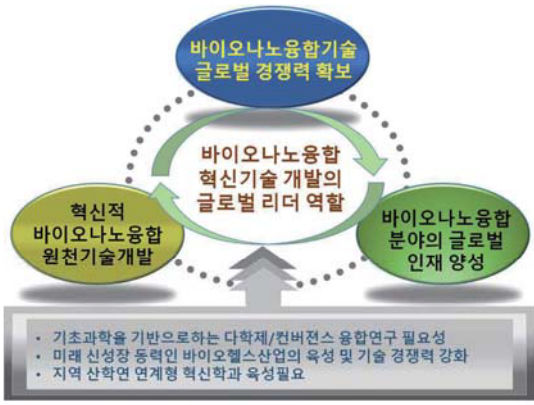 바이오나노융합기술
글로벌 경쟁력 확보
바이오나노융합
혁신기술 개발의
글로벌 리더 역할
혁신적
바이오나노융합
원천기술개발
바이오나노융합
분야의 글로벌
인재 양성
• 기초과학을 기반으로하는 다학제/컨버젼스 융합연구 필요성
• 미래 신성장 동력인 바이오헬스산업의 육성 및 기술 경쟁력 강화
• 지역 산학연 연계형 혁신학과 육성필요